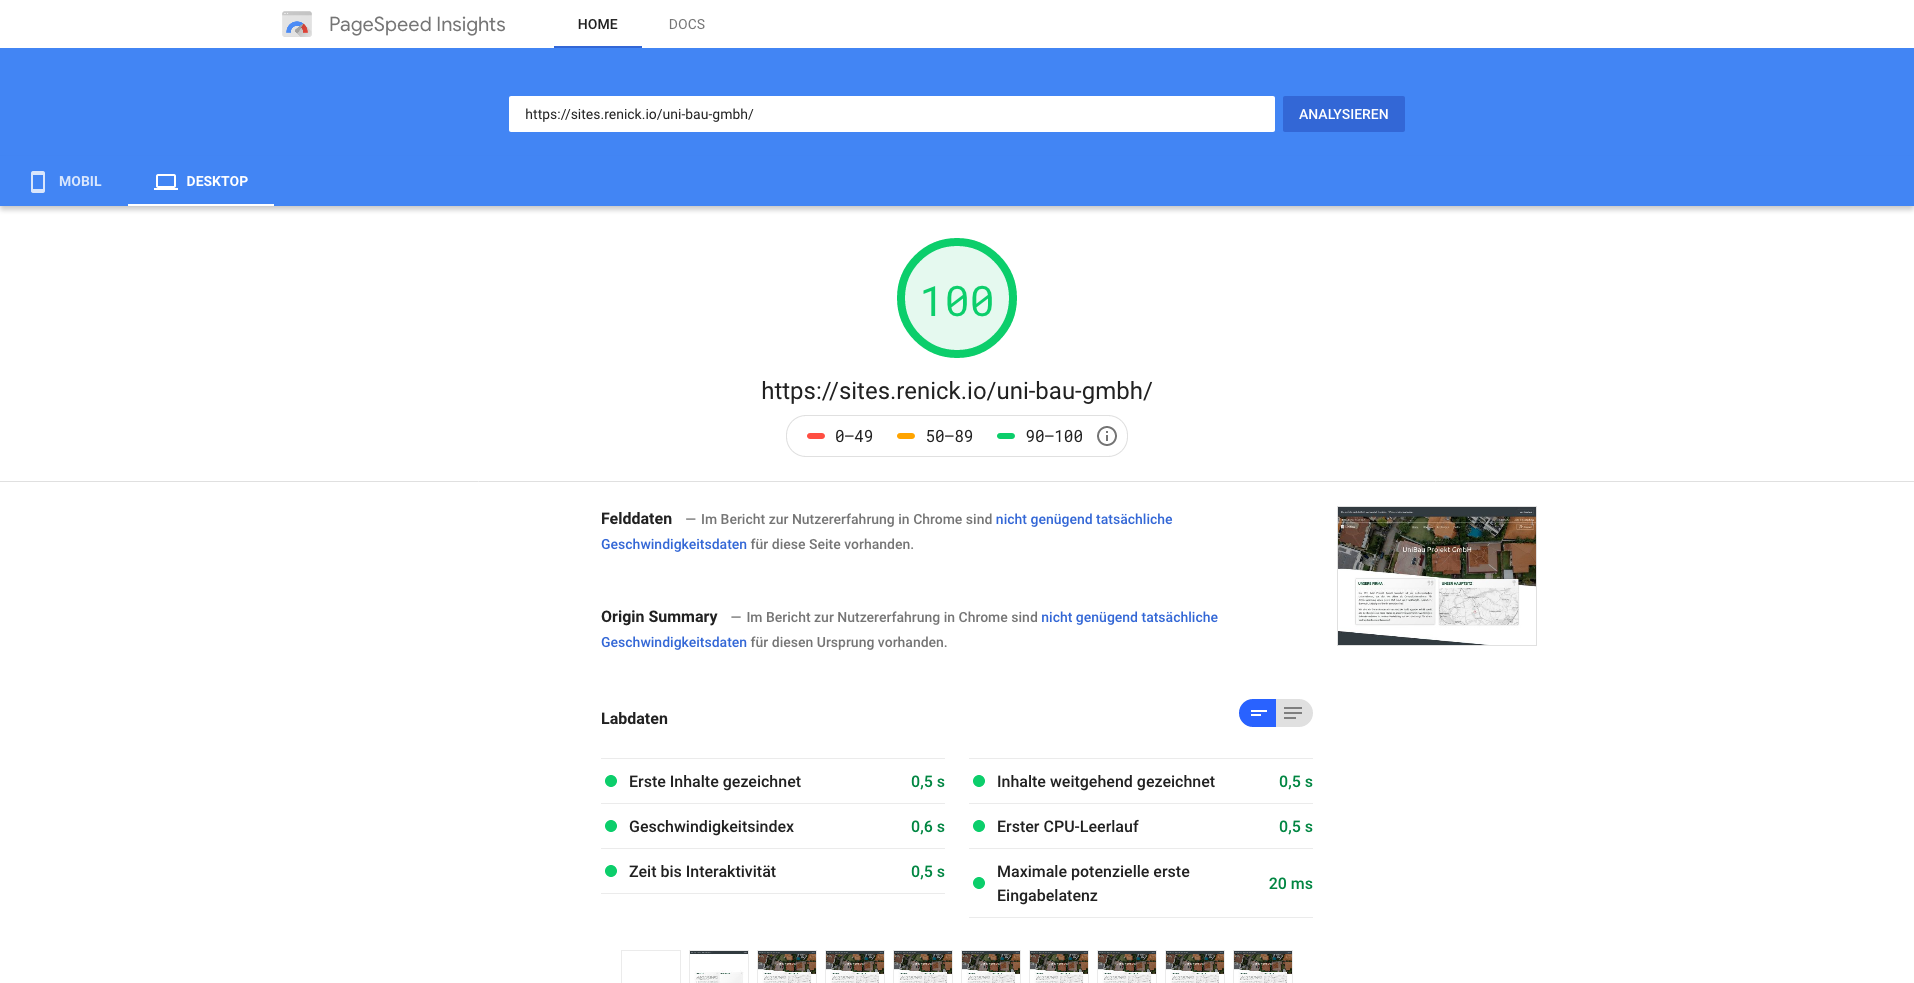 PageSpeed Insights
HOME
DOCS
https://sites.renick.io/uni-bau-gmbh/
ANALYSIEREN
MOBIL
DESKTOP
100
https://sites.renick.io/uni-bau-gmbh/
0–49
50–89
90–100
Felddaten — Im Bericht zur Nutzererfahrung in Chrome sind nicht genügend tatsächliche
Geschwindigkeitsdaten für diese Seite vorhanden.
UniBau Projekt GmbH
UNSERE FIRMA
UNSER HAUPTSITZ
Origin Summary — Im Bericht zur Nutzererfahrung in Chrome sind nicht genügend tatsächliche
Geschwindigkeitsdaten für diesen Ursprung vorhanden.
Labdaten
Erste Inhalte gezeichnet 0,5 s
Geschwindigkeitsindex 0,6 s
Zeit bis Interaktivität 0,5 s
Inhalte weitgehend gezeichnet 0,5 s
Erster CPU-Leerlauf 0,5 s
Maximale potenzielle erste
Eingabelatenz 20 ms